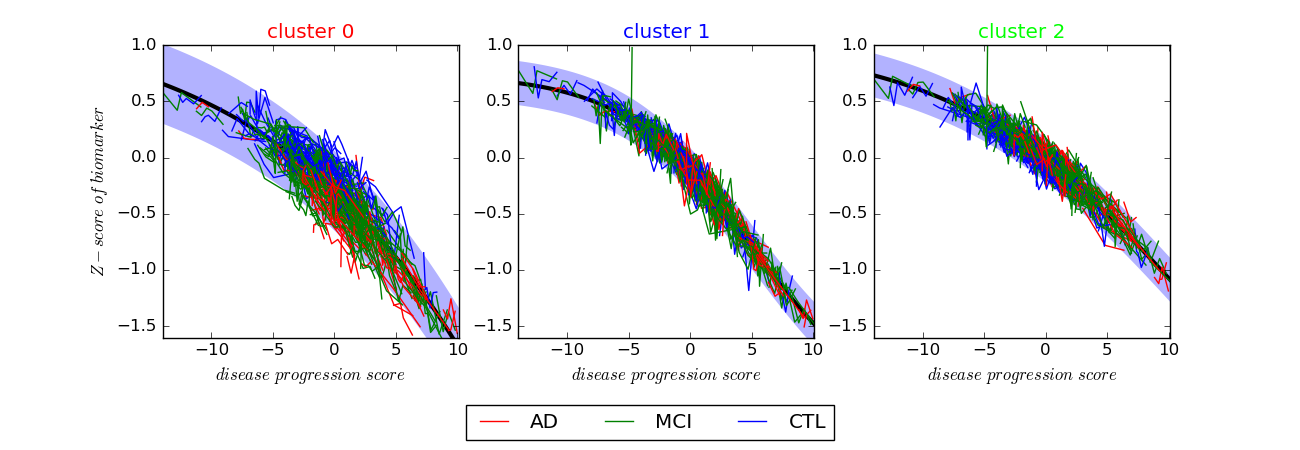 cluster 0 cluster 1 cluster 2
1.0 1.0 1.0
0.5 0.5 0.5
0.0 0.0 0.0
−0.5 −0.5 −0.5
−1.0 −1.0 −1.0
−1.5 −1.5 −1.5
Z − score of biomarker
−10 −5 0 5 10 −10 −5 0 5 10 −10 −5 0 5 10
disease progression score disease progression score disease progression score
AD MCI CTL